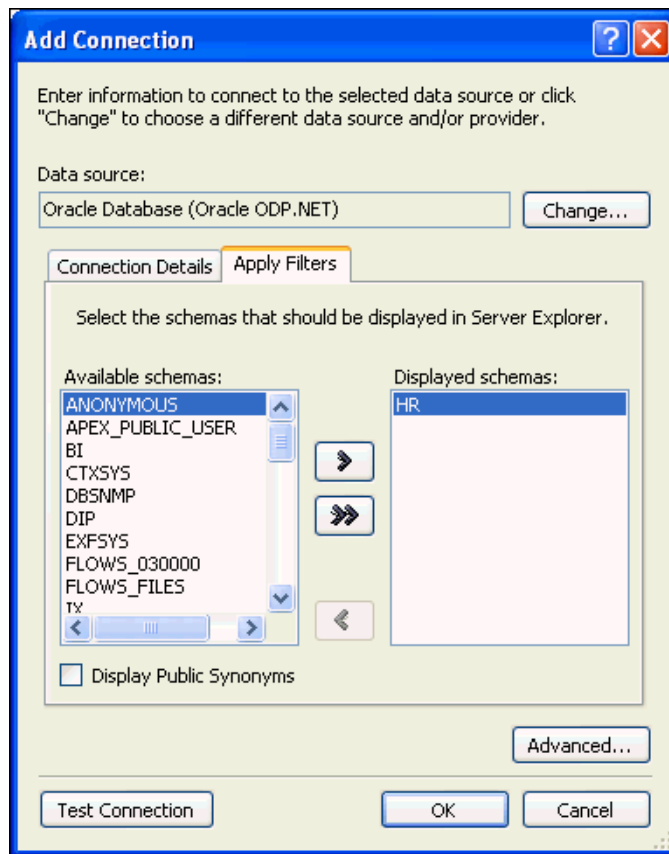 Add Connection
Enter information to connect to the selected data source or click
"Change" to choose a different data source and/or provider.
Data source:
Oracle Database (Oracle ODP.NET)
Change...
Connection Details
Apply Filters
Select the schemas that should be displayed in Server Explorer.
Available schemas:
ANONYMOUS
APEX_PUBLIC_USER
BI
CTXSYS
DBSNMP
DIP
EXFSYS
FLOWS_030000
FLOWS_FILES
IX
Displayed schemas:
HR
Display Public Synonyms
Advanced...
Test Connection
OK
Cancel